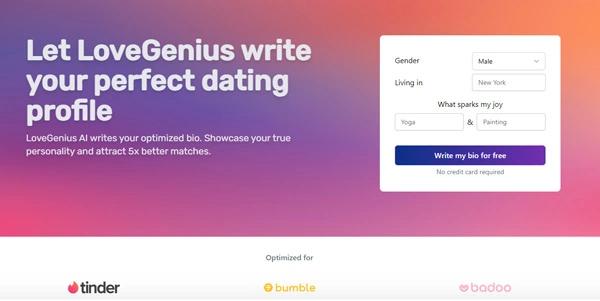 Let LoveGenius write
your perfect dating
profile
LoveGenius AI writes your optimized bio. Showcase your true
personality and attract 5x better matches.
Gender
Male
Living in
New York
What sparks my joy
Yoga
&
Painting
Write my bio for free
No credit card required
Optimized for
tinder
bumble
badoo